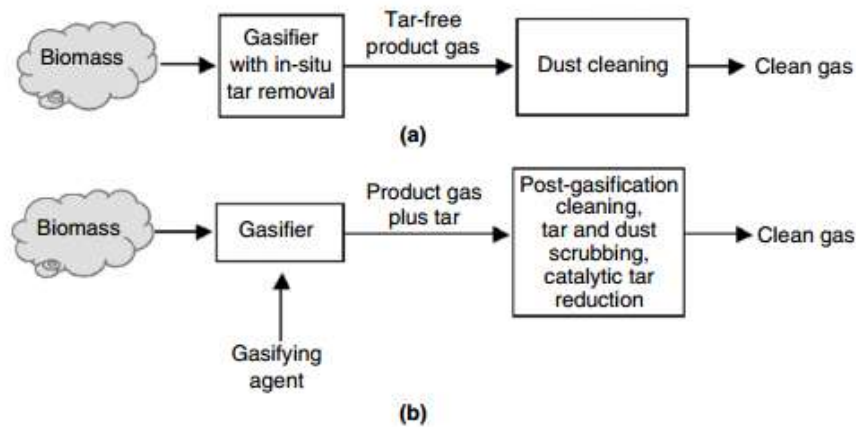 Biomass
Gasifier
with in-situ
tar removal
Tar-free
product gas
Dust cleaning
Clean gas
(a)
Biomass
Gasifier
Product gas
plus tar
Post-gasification
cleaning,
tar and dust
scrubbing,
catalytic tar
reduction
Clean gas
Gasifying
agent
(b)